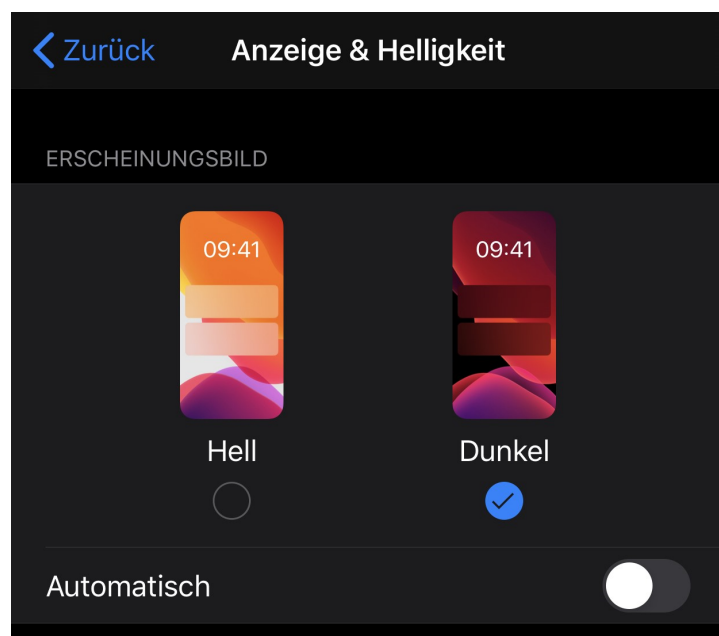 Zurück Anzeige & Helligkeit
ERSCHEINUNGSBILD
09:41 09:41
Hell Dunkel
Automatisch